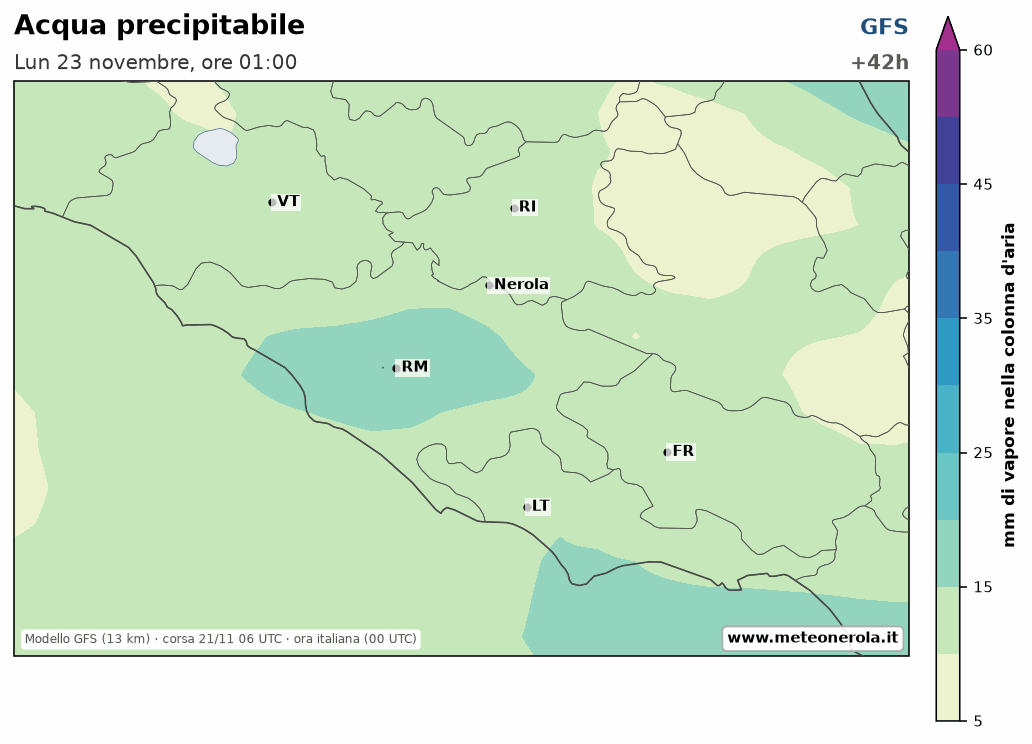 Acqua precipitabile
GFS
Lun 23 novembre, ore 01:00
+42h
60
45
35
25
15
5
mm di vapore nella colonna d'aria
VT
RI
Nerola
RM
FR
LT
Modello GFS (13 km) · corsa 21/11 06 UTC · ora italiana (00 UTC)
www.meteonerola.it